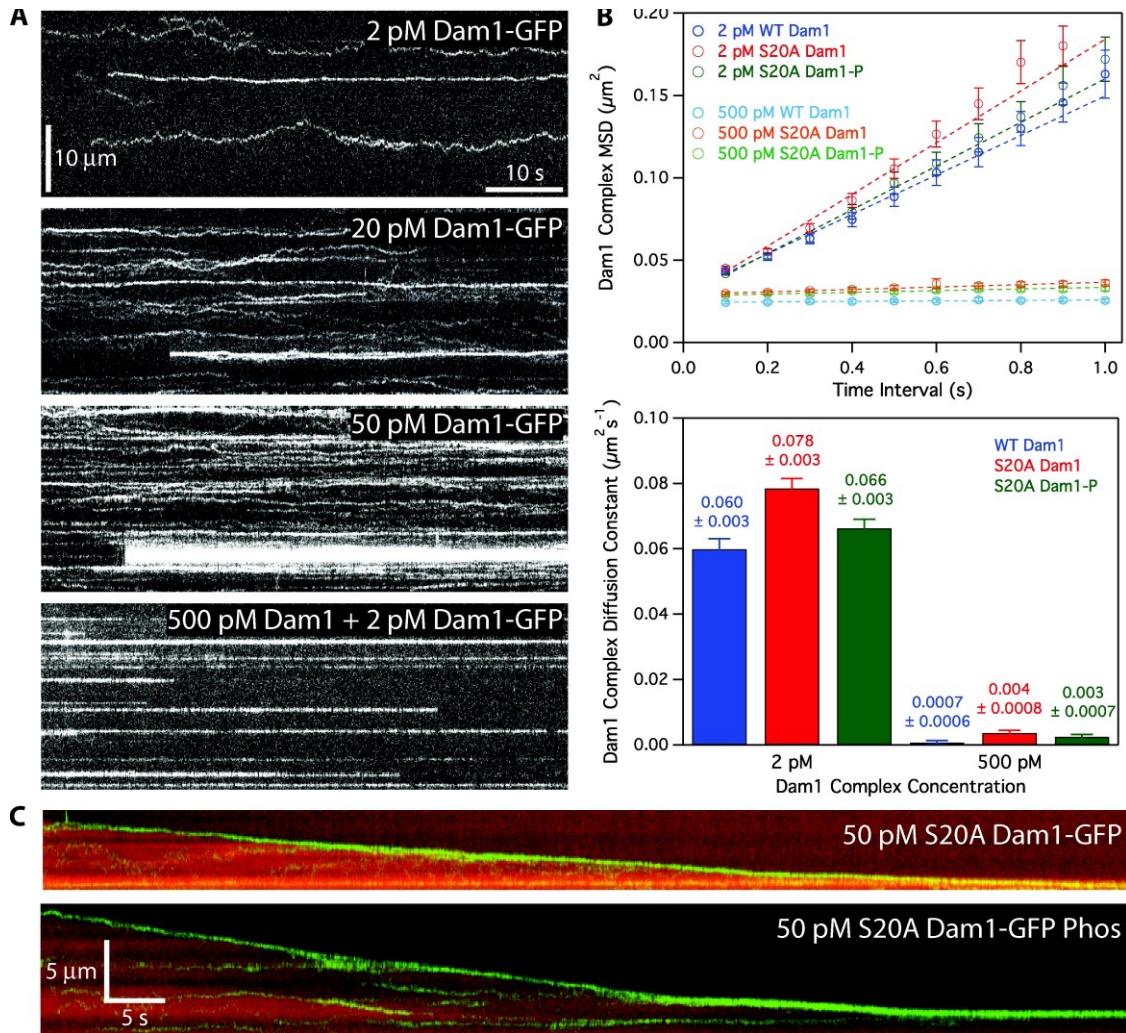 A
2 pM Dam1-GFP
10 µm
10 s
20 pM Dam1-GFP
50 pM Dam1-GFP
500 pM Dam1 + 2 pM Dam1-GFP
B
Dam1 Complex MSD (µm²)
0.20
0.15
0.10
0.05
0.00
2 pM WT Dam1
2 pM S20A Dam1
2 pM S20A Dam1-P
500 pM WT Dam1
500 pM S20A Dam1
500 pM S20A Dam1-P
0.0 0.2 0.4 0.6 0.8 1.0
Time Interval (s)
Dam1 Complex Diffusion Constant (µm² s⁻¹)
0.10
0.08
0.06
0.04
0.02
0.00
WT Dam1
S20A Dam1
S20A Dam1-P
0.060
± 0.003
0.078
± 0.003
0.066
± 0.003
0.0007
± 0.0006
0.004
± 0.0008
0.003
± 0.0007
2 pM 500 pM
Dam1 Complex Concentration
C
50 pM S20A Dam1-GFP
50 pM S20A Dam1-GFP Phos
5 µm
5 s